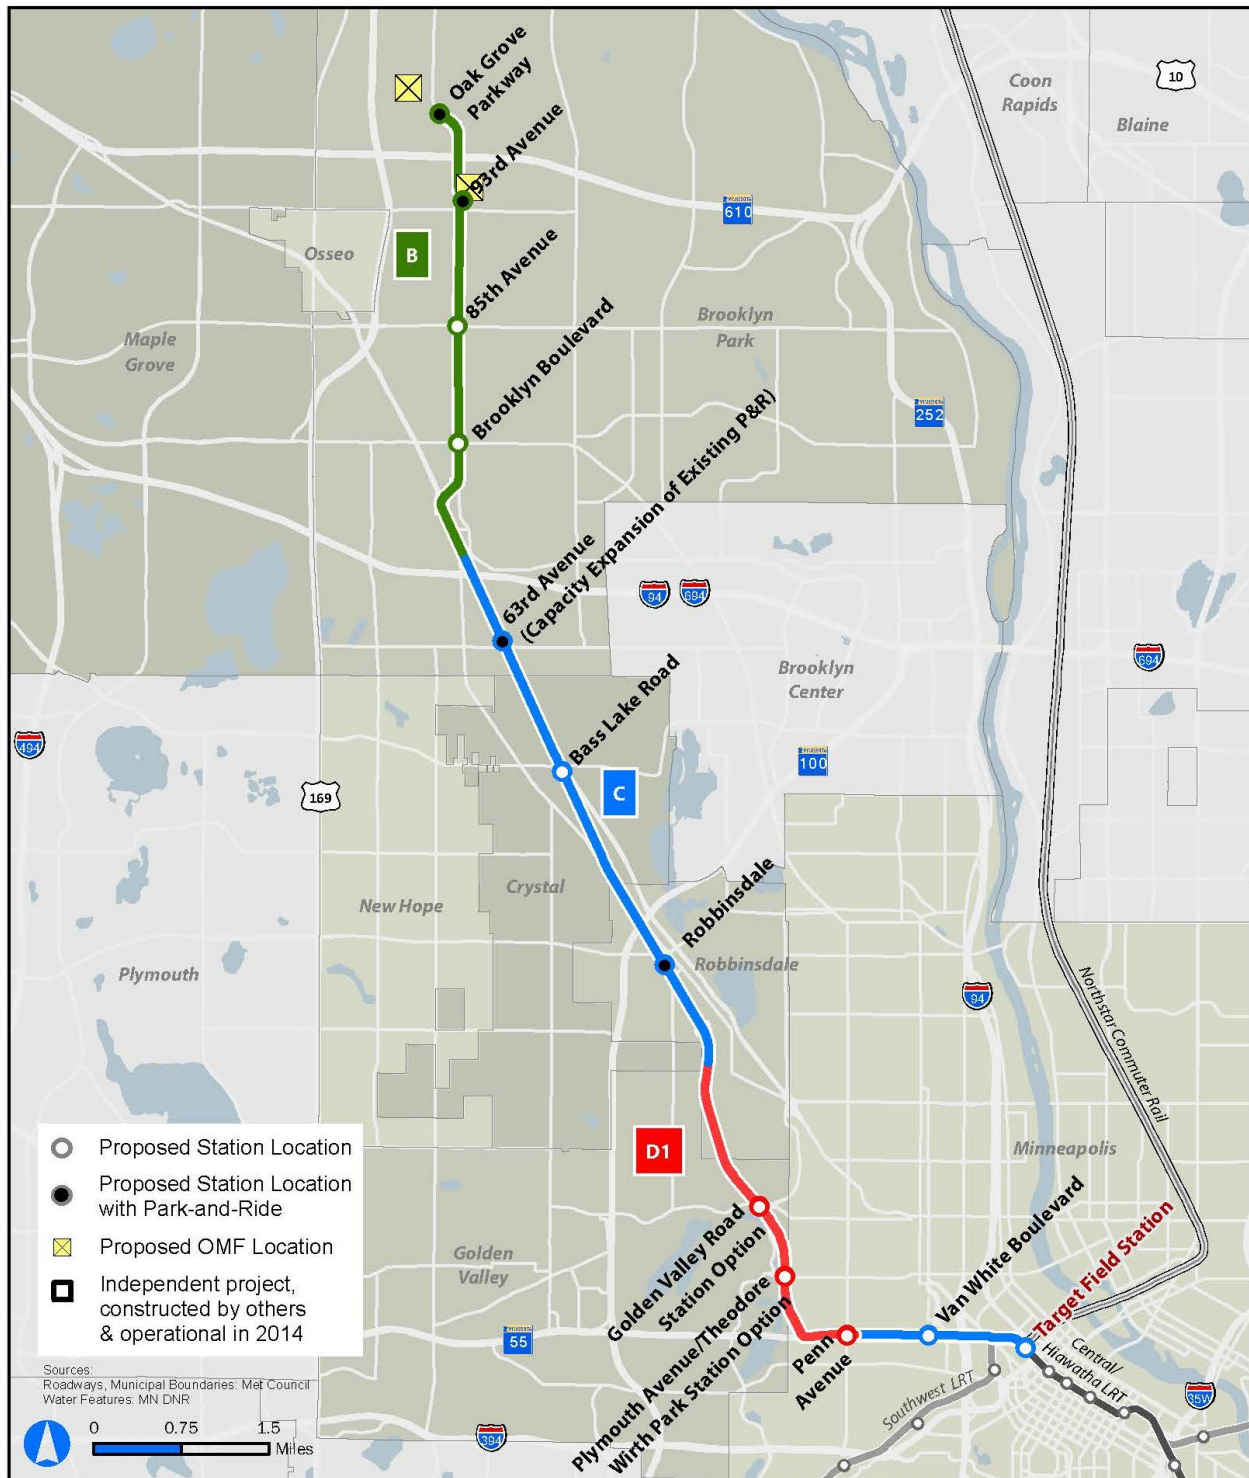 Oak Grove
Parkway
93rd Avenue
Coon
Rapids
10
Blaine
610
Osseo
B
85th Avenue
Brooklyn
Park
Maple
Grove
Brooklyn Boulevard
252
63rd Avenue
(Capacity Expansion of Existing P&R)
94
694
Brooklyn
Center
694
Bass Lake Road
494
100
169
C
Crystal
New Hope
Robbinsdale
Robbinsdale
Plymouth
94
Northstar Commuter Rail
Proposed Station Location
Proposed Station Location
with Park-and-Ride
Proposed OMF Location
Independent project,
constructed by others
& operational in 2014
D1
Minneapolis
Golden
Valley
Golden Valley Road
Station Option
Plymouth Avenue/Theodore
Wirth Park Station Option
Penn
Avenue
Van White Boulevard
Target Field Station
55
Central/
Hiawatha LRT
Southwest LRT
35W
394
Sources:
Roadways, Municipal Boundaries: Met Council
Water Features: MN DNR
0 0.75 1.5
Miles